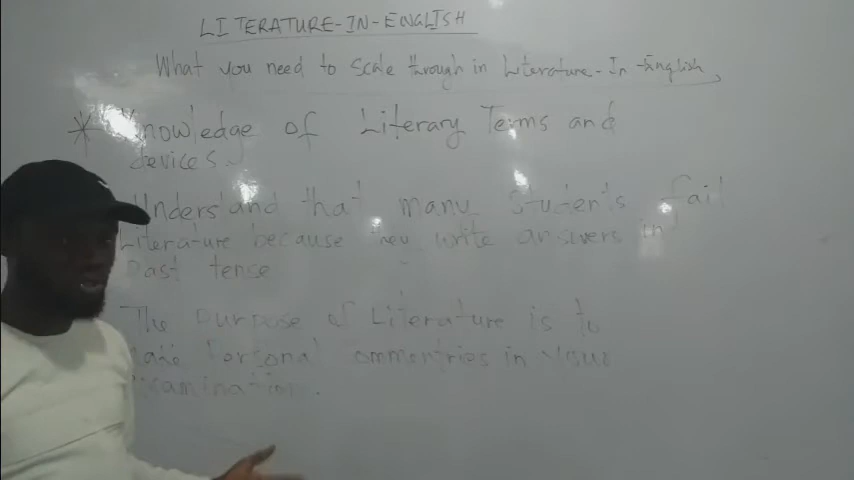 LITERATURE-IN-ENGLISH
What you need to scale through in Literature-In-English,
* Knowledge of Literary Terms and
devices.
Understand that many students fail
Literature because they write answers in
Past tense
The purpose of Literature is to
make Personal commentries in your
examination.